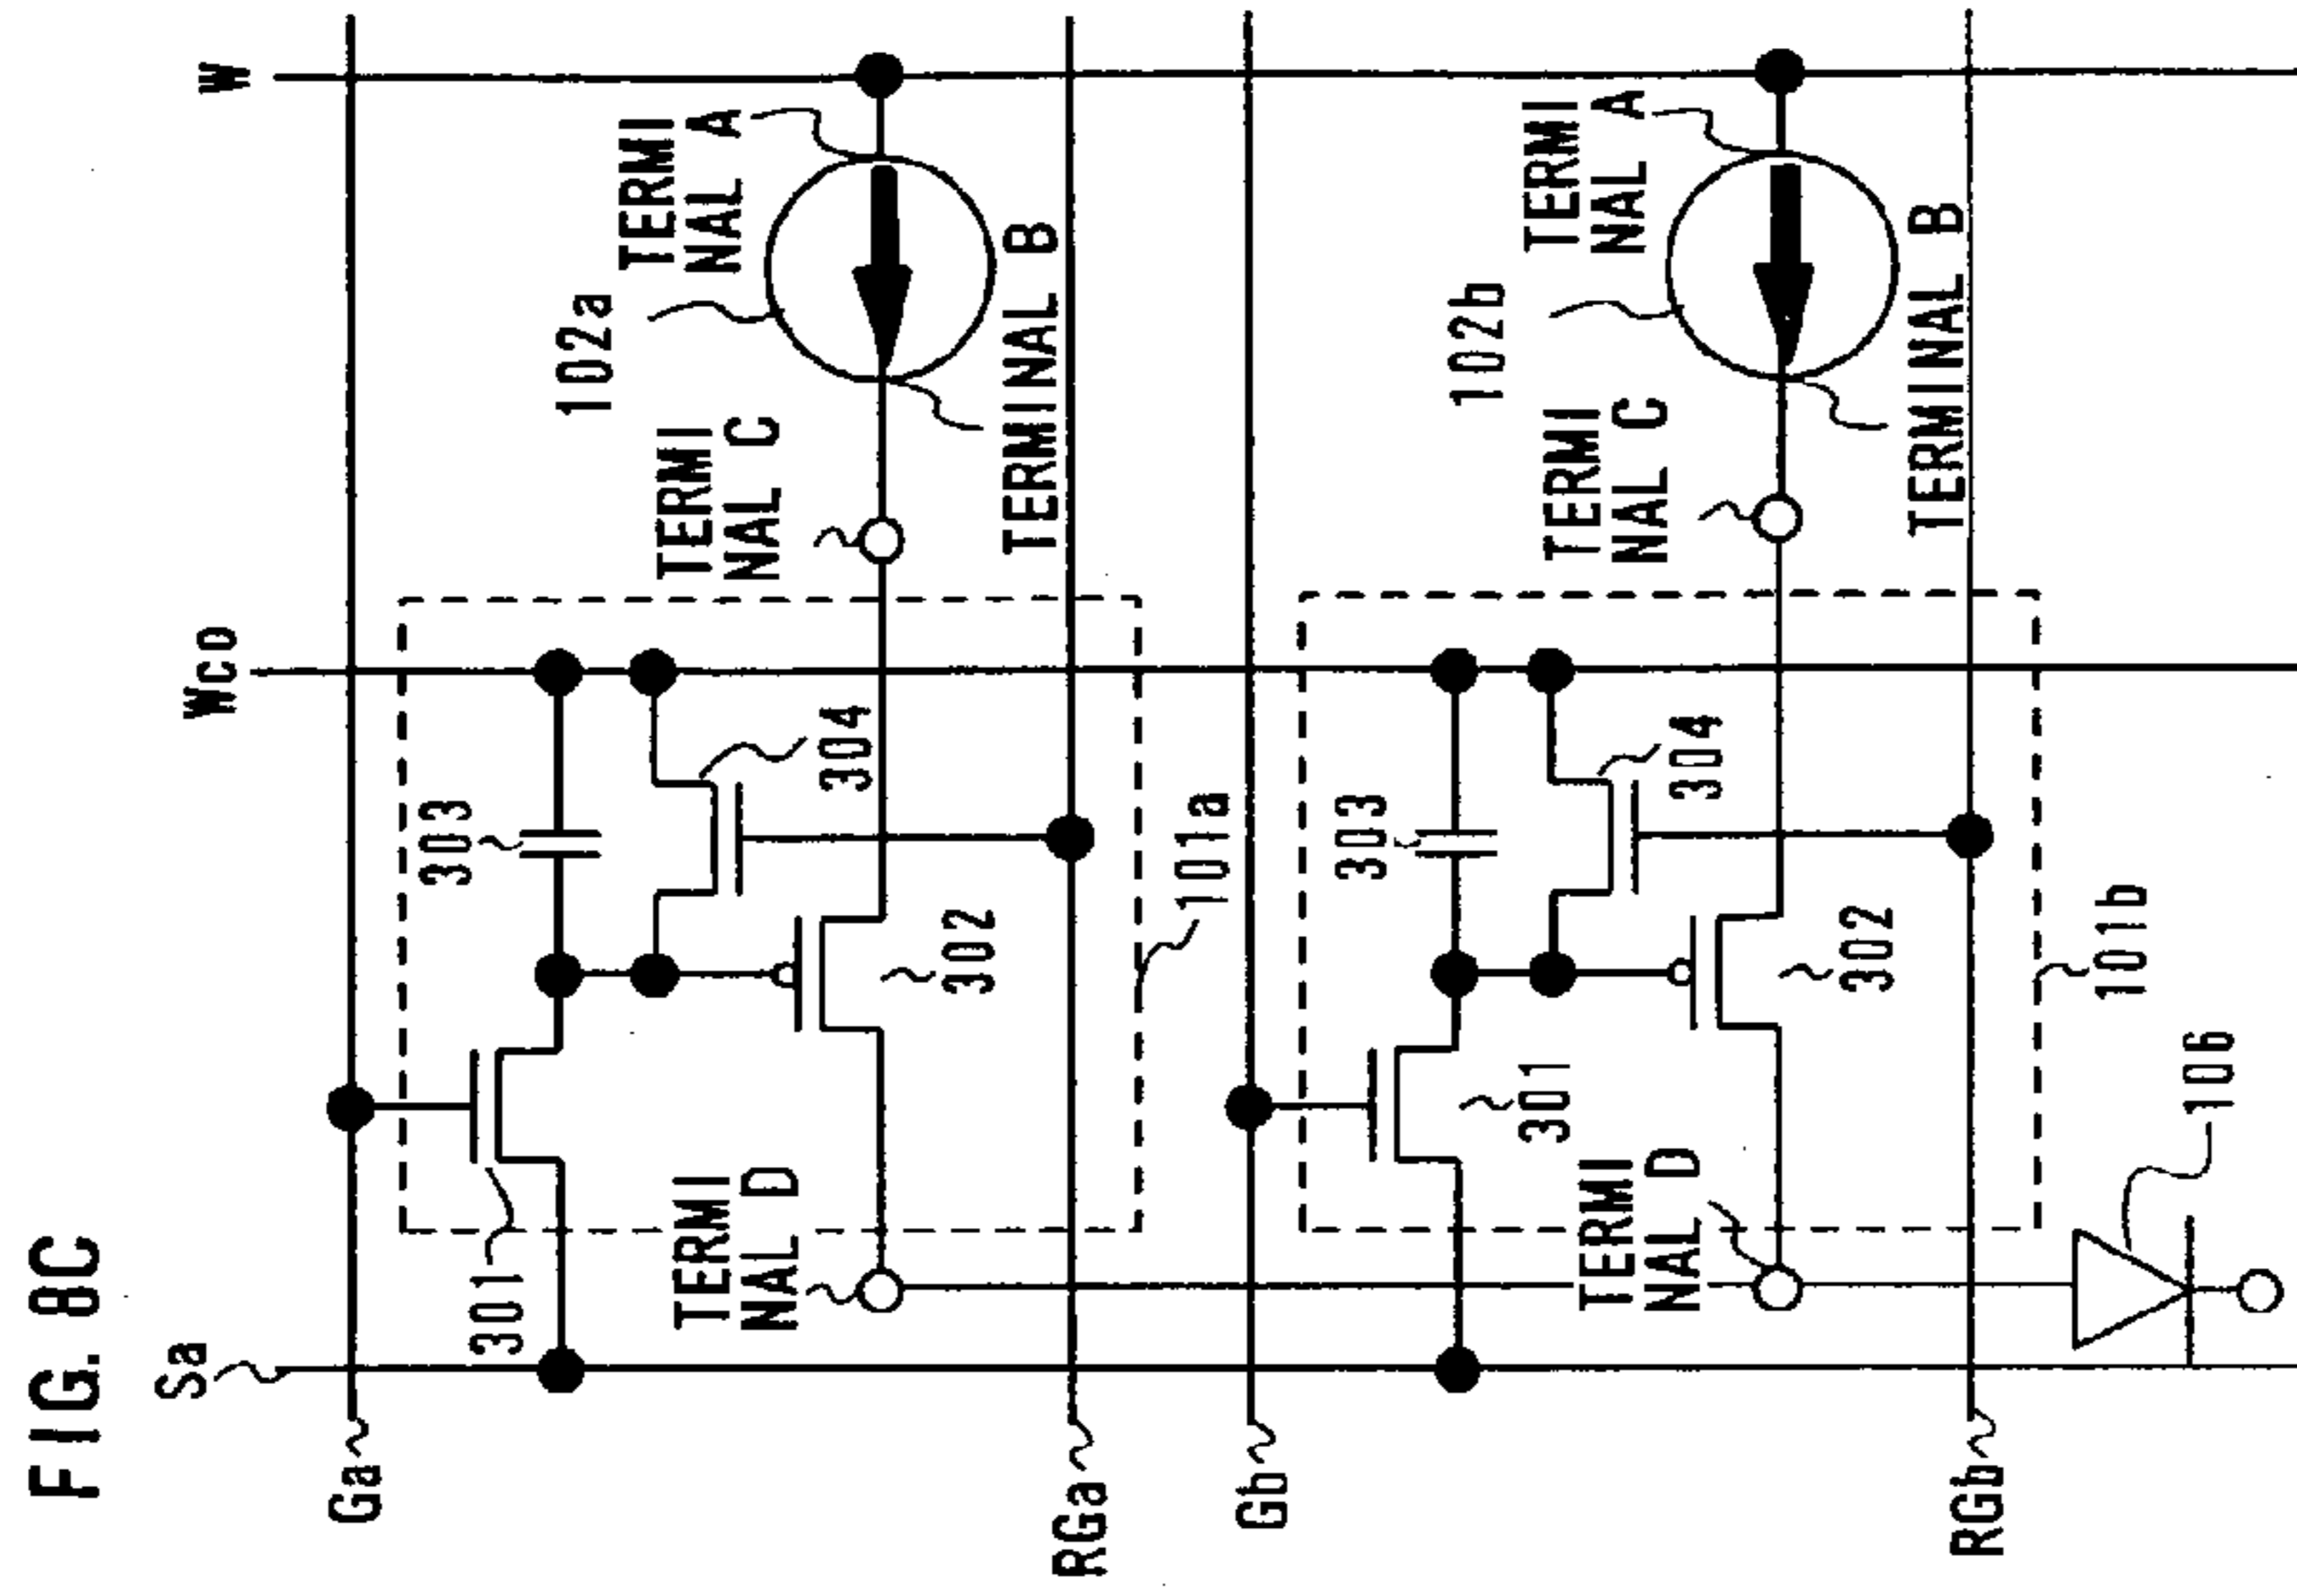 FIG. 8C
Sa
Wco
W
Ga
301
303
102a
TERMI
NAL A
TERMI
NAL D
TERMI
NAL C
304
302
TERMINAL B
RGa
101a
Gb
303
102b
TERMI
NAL A
301
TERMI
NAL D
304
TERMI
NAL C
302
TERMINAL B
RGb
101b
106